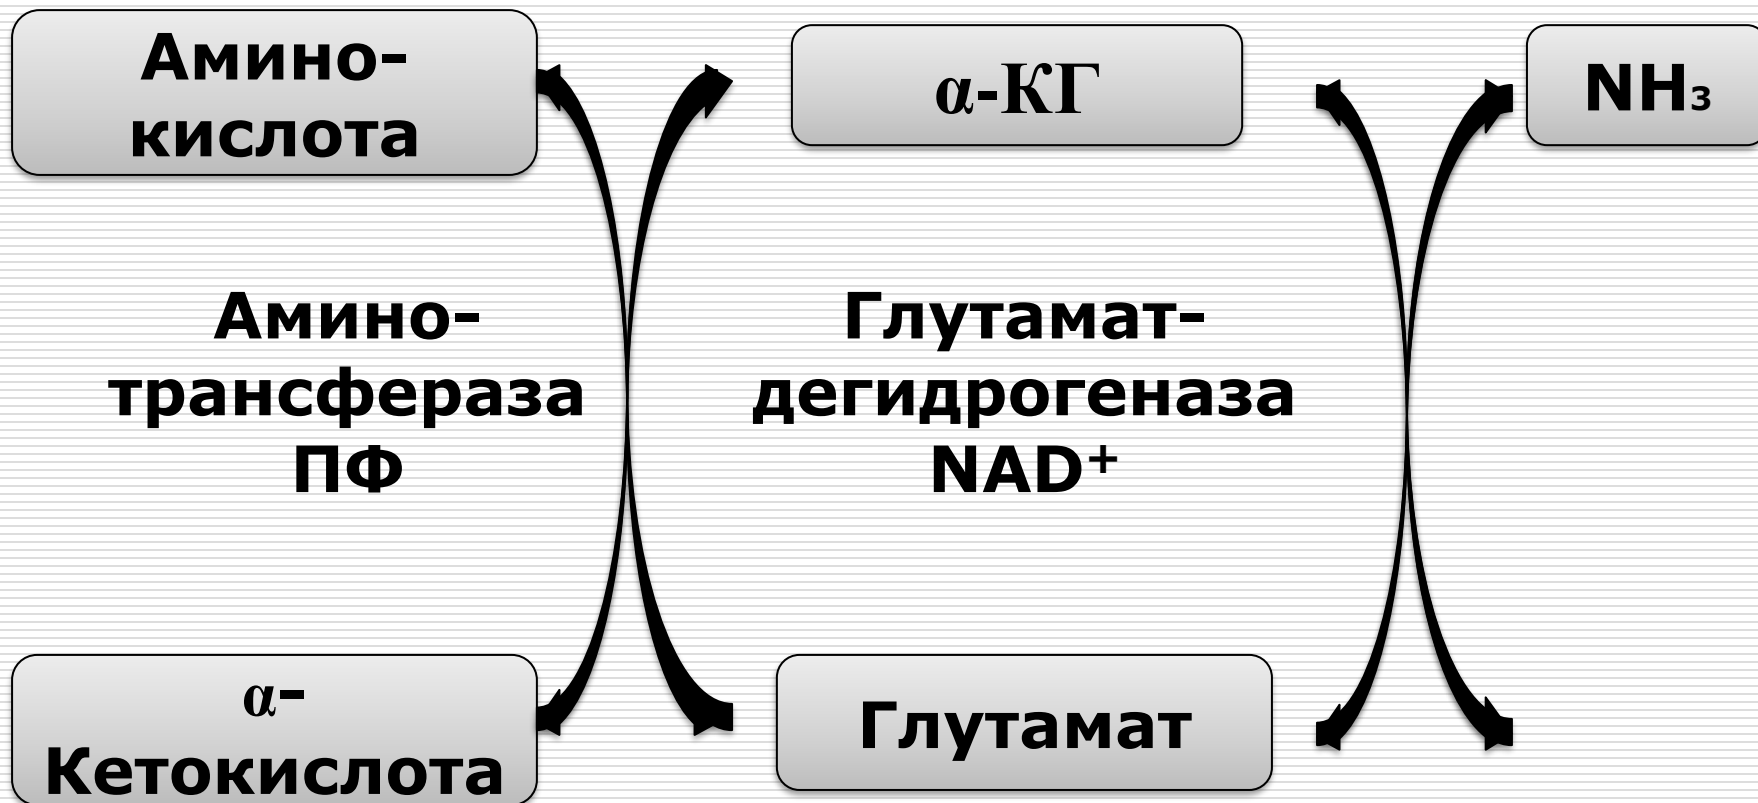 Амино-
кислота
α-КГ
NH₃
Амино-
трансфераза
ПФ
Глутамат-
дегидрогеназа
NAD⁺
α-
Кетокислота
Глутамат